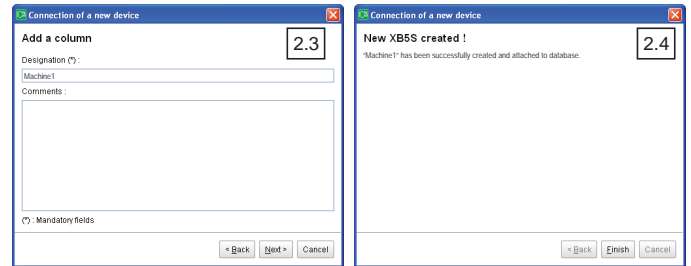 Connection of a new device
Add a column
2.3
Designation (*) :
Machine1
Comments :
(*) : Mandatory fields
< Back Next > Cancel
Connection of a new device
New XB5S created !
2.4
"Machine1" has been successfully created and attached to database.
< Back Finish Cancel